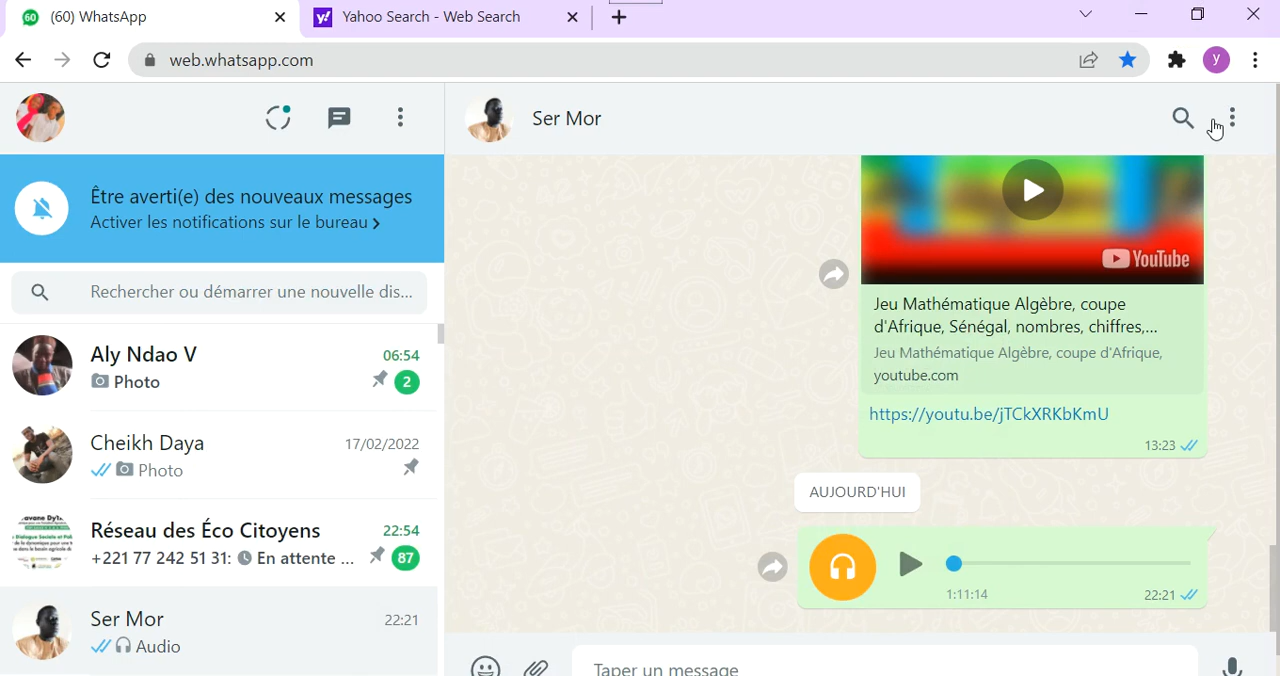 60 (60) WhatsApp
y! Yahoo Search - Web Search
web.whatsapp.com
y
Ser Mor
Être averti(e) des nouveaux messages
Activer les notifications sur le bureau
Rechercher ou démarrer une nouvelle dis...
Aly Ndao V
06:54
Photo
2
Cheikh Daya
17/02/2022
Photo
Réseau des Éco Citoyens
22:54
+221 77 242 51 31: En attente ...
87
Ser Mor
22:21
Audio
YouTube
Jeu Mathématique Algèbre, coupe
d'Afrique, Sénégal, nombres, chiffres,...
Jeu Mathématique Algèbre, coupe d'Afrique,
youtube.com
https://youtu.be/jTCkXRKbKmU
13:23
AUJOURD'HUI
1:11:14
22:21
Taper un message